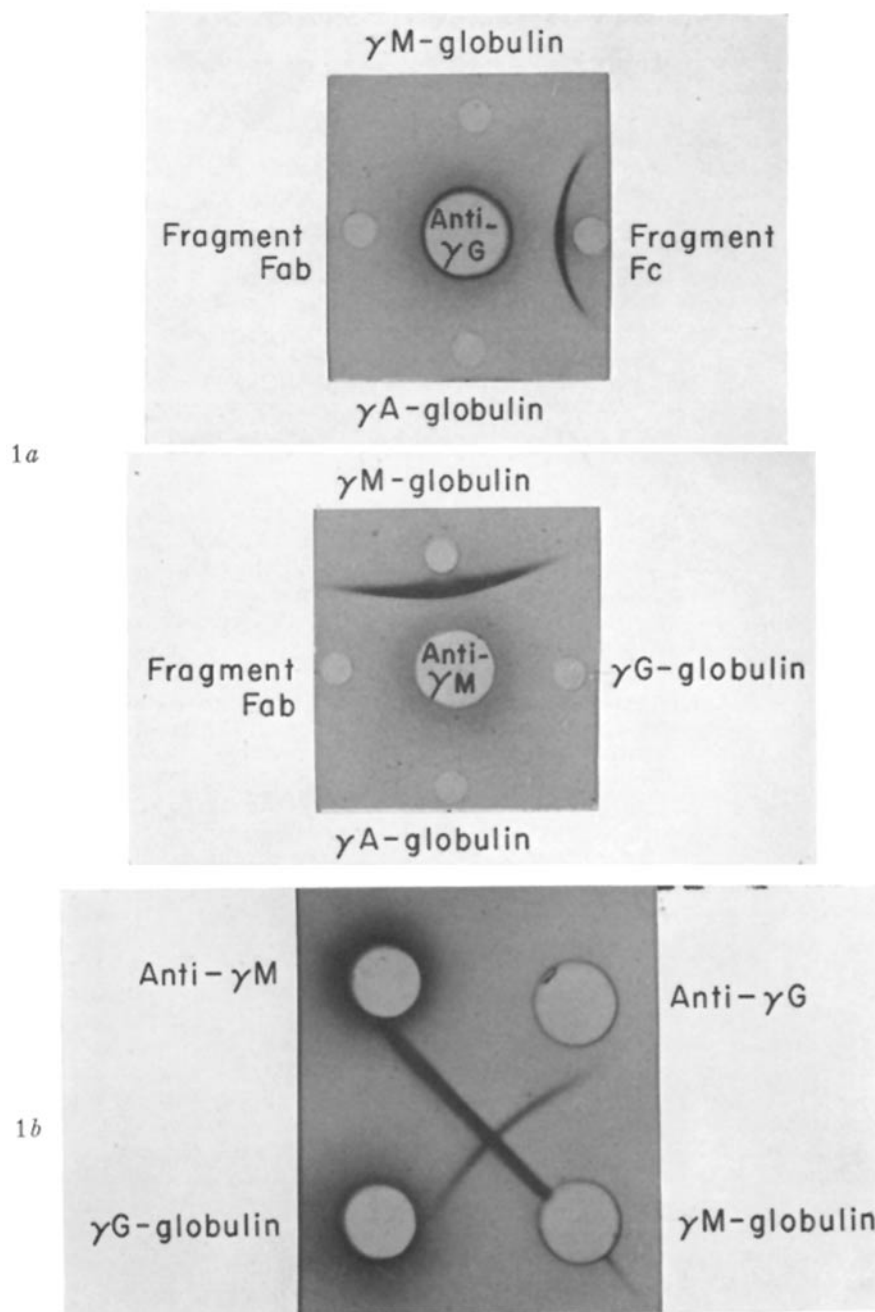 γM-globulin
Fragment
Fab
Anti-
γG
Fragment
Fc
γA-globulin
1a
γM-globulin
Fragment
Fab
Anti-
γM
γG-globulin
γA-globulin
Anti-γM
Anti-γG
1b
γG-globulin
γM-globulin